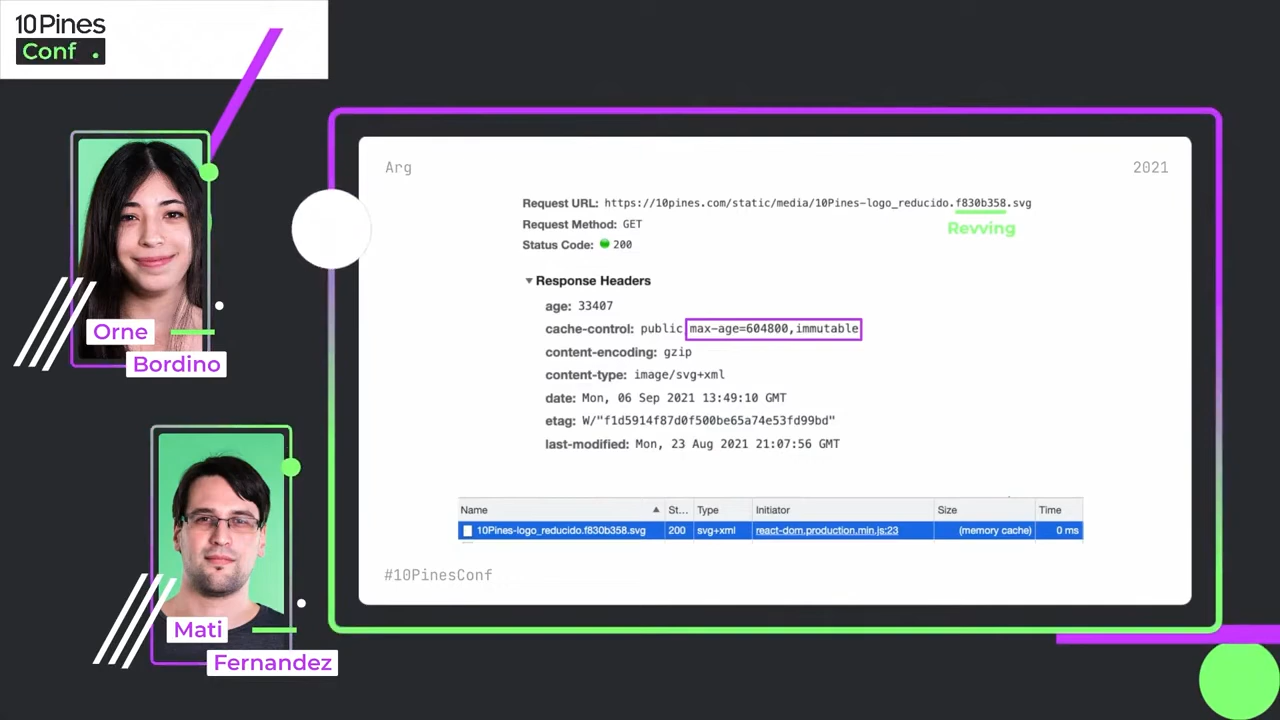 10Pines
Conf .
Orne
Bordino
Mati
Fernandez
Arg
2021
Request URL: https://10pines.com/static/media/10Pines-logo_reducido.f830b358.svg
Revving
Request Method: GET
Status Code: 200
Response Headers
age: 33407
cache-control: public max-age=604800,immutable
content-encoding: gzip
content-type: image/svg+xml
date: Mon, 06 Sep 2021 13:49:10 GMT
etag: W/"f1d5914f87d0f500be65a74e53fd99bd"
last-modified: Mon, 23 Aug 2021 21:07:56 GMT
Name St... Type Initiator Size Time
10Pines-logo_reducido.f830b358.svg 200 svg+xml react-dom.production.min.js:23 (memory cache) 0 ms
#10PinesConf